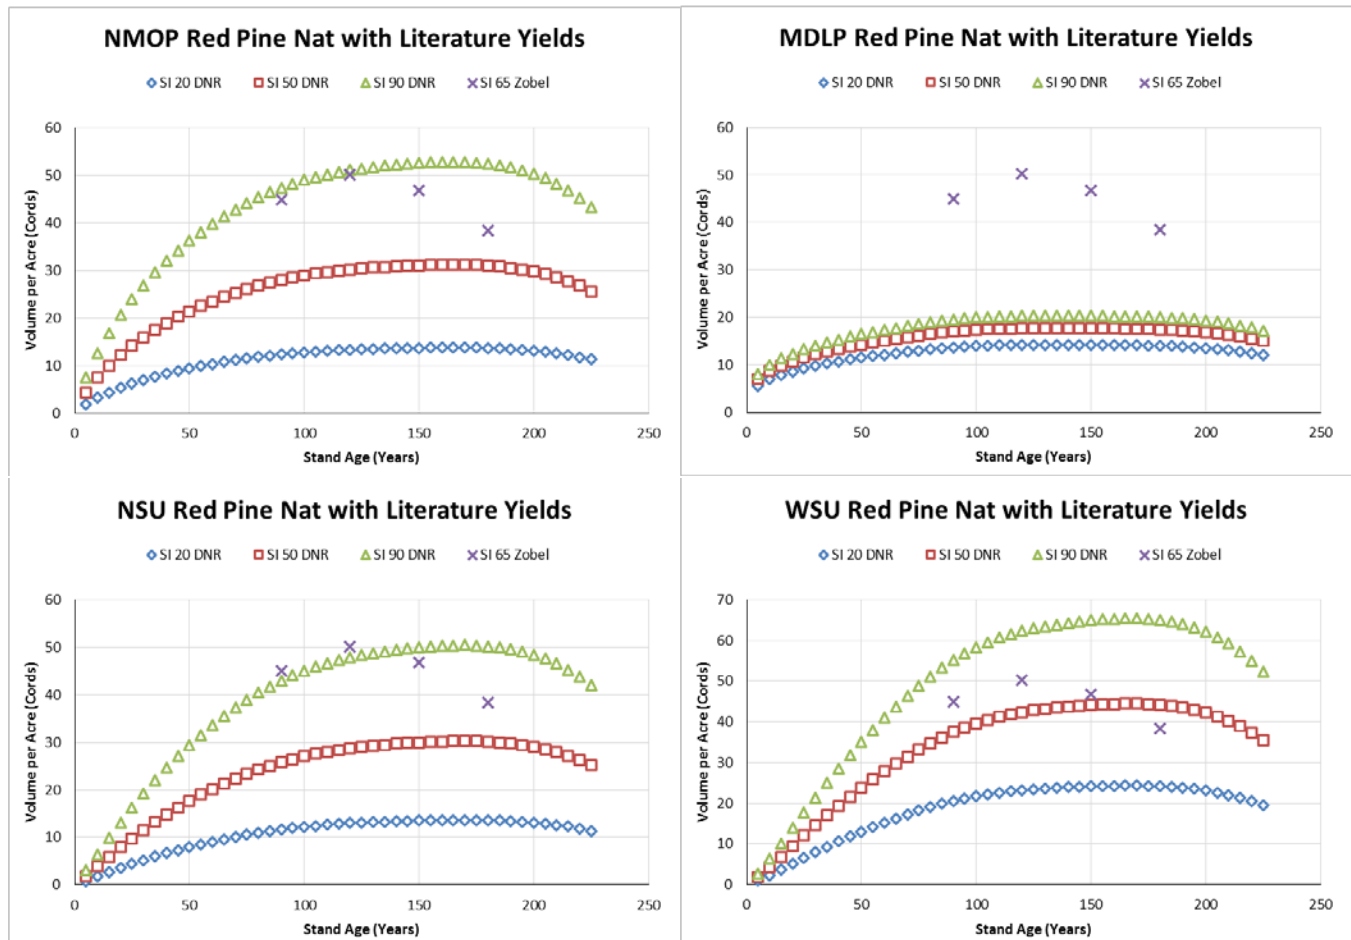 NMOP Red Pine Nat with Literature Yields
SI 20 DNR SI 50 DNR SI 90 DNR SI 65 Zobel
Volume per Acre (Cords)
60
50
40
30
20
10
0
0 50 100 150 200 250
Stand Age (Years)
MDLP Red Pine Nat with Literature Yields
SI 20 DNR SI 50 DNR SI 90 DNR SI 65 Zobel
Volume per Acre (Cords)
60
50
40
30
20
10
0
0 50 100 150 200 250
Stand Age (Years)
NSU Red Pine Nat with Literature Yields
SI 20 DNR SI 50 DNR SI 90 DNR SI 65 Zobel
Volume per Acre (Cords)
60
50
40
30
20
10
0
0 50 100 150 200 250
Stand Age (Years)
WSU Red Pine Nat with Literature Yields
SI 20 DNR SI 50 DNR SI 90 DNR SI 65 Zobel
Volume per Acre (Cords)
70
60
50
40
30
20
10
0
0 50 100 150 200 250
Stand Age (Years)